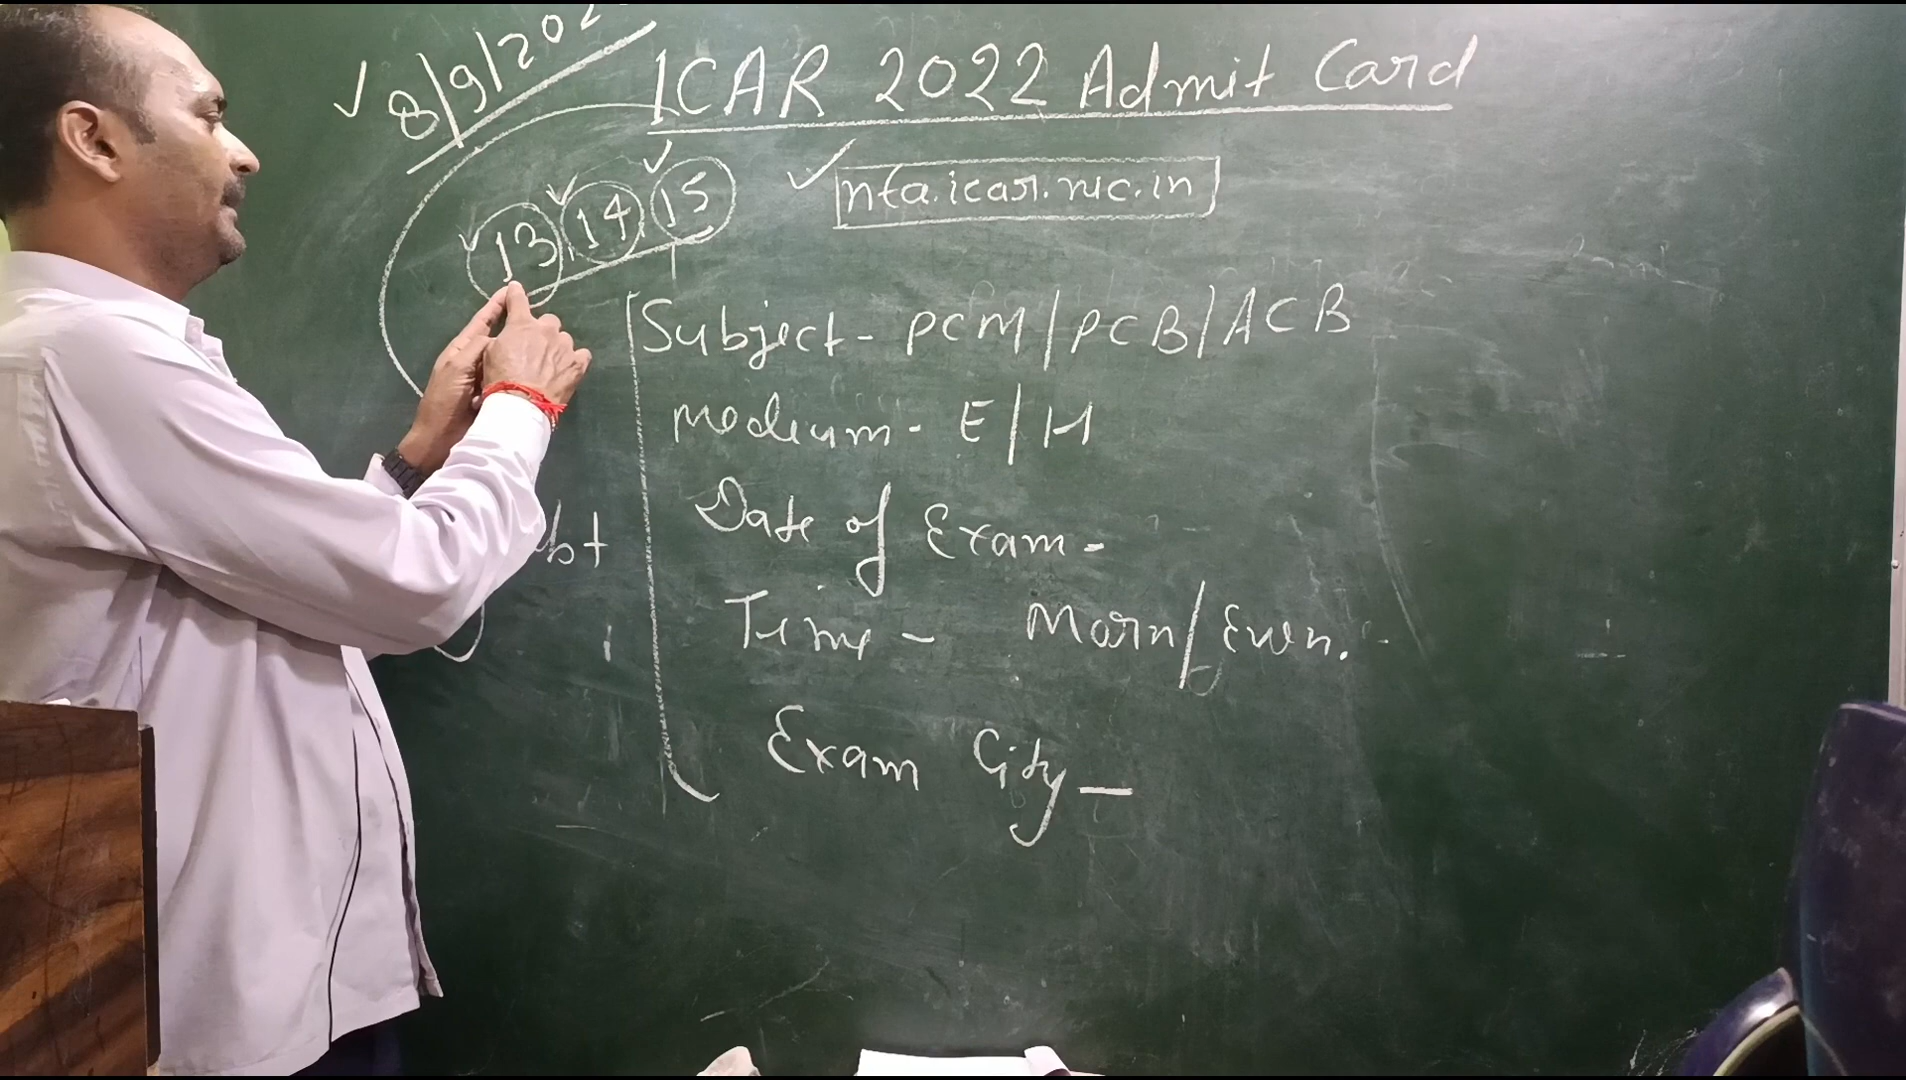 8/9/202
ICAR 2022 Admit Card
13, 14, 15
nta.icar.nic.in
Subject - PCM/PCB/ACB
Medium - E/H
Date of Exam -
Time - Morn/Even.
Exam City -